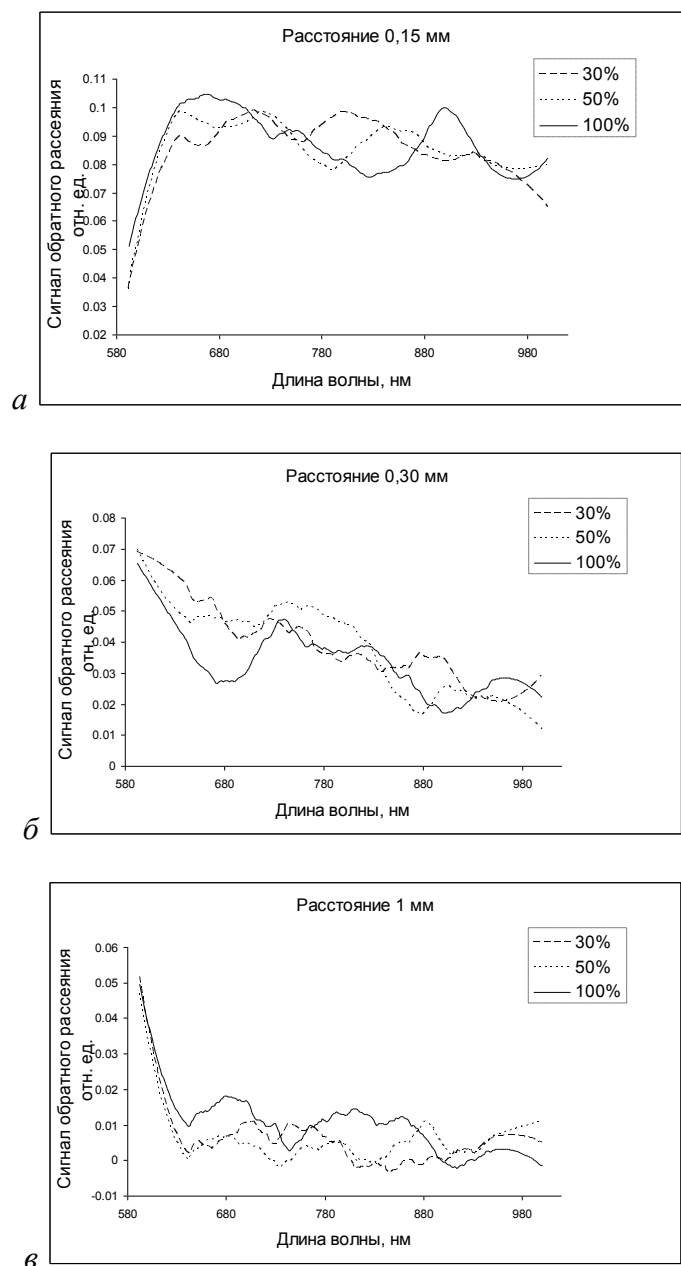 Расстояние 0,15 мм
Сигнал обратного рассеяния
отн. ед.
0.11
0.1
0.09
0.08
0.07
0.06
0.05
0.04
0.03
0.02
580 680 780 880 980
Длина волны, нм
30%
50%
100%
а
Расстояние 0,30 мм
Сигнал обратного рассеяния
отн. ед.
0.08
0.07
0.06
0.05
0.04
0.03
0.02
0.01
0
580 680 780 880 980
Длина волны, нм
30%
50%
100%
б
Расстояние 1 мм
Сигнал обратного рассеяния
отн. ед.
0.06
0.05
0.04
0.03
0.02
0.01
0
-0.01
580 680 780 880 980
Длина волны, нм
30%
50%
100%
в